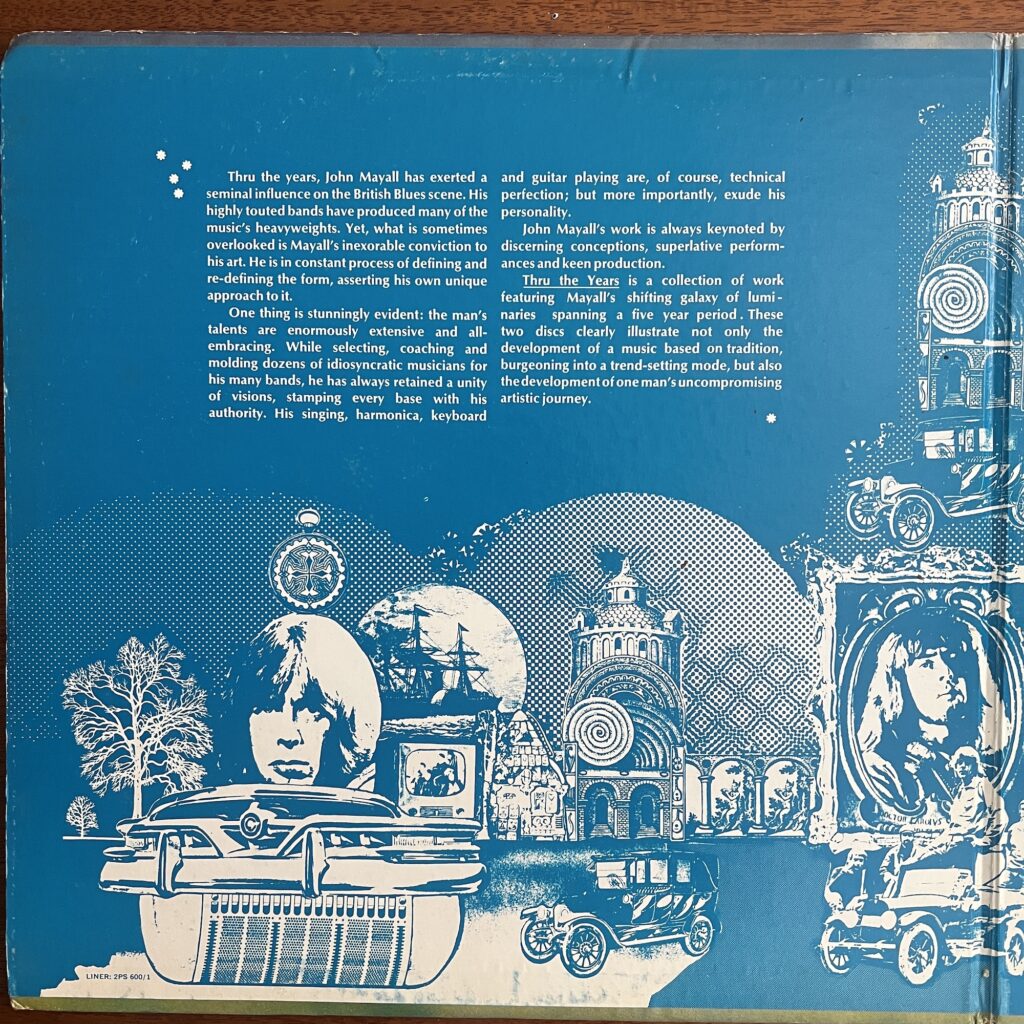 Thru the years, John Mayall has exerted a
seminal influence on the British Blues scene. His
highly touted bands have produced many of the
music's heavyweights. Yet, what is sometimes
overlooked is Mayall's inexorable conviction to
his art. He is in constant process of defining and
re-defining the form, asserting his own unique
approach to it.
One thing is stunningly evident: the man's
talents are enormously extensive and all-
embracing. While selecting, coaching and
molding dozens of idiosyncratic musicians for
his many bands, he has always retained a unity
of visions, stamping every base with his
authority. His singing, harmonica, keyboard
and guitar playing are, of course, technical
perfection; but more importantly, exude his
personality.
John Mayall's work is always keynoted by
discerning conceptions, superlative perform-
ances and keen production.
Thru the Years is a collection of work
featuring Mayall's shifting galaxy of lumi-
naries spanning a five year period. These
two discs clearly illustrate not only the
development of a music based on tradition,
burgeoning into a trend-setting mode, but also
the development of one man's uncompromising
artistic journey.
LINER: 2PS 600/1